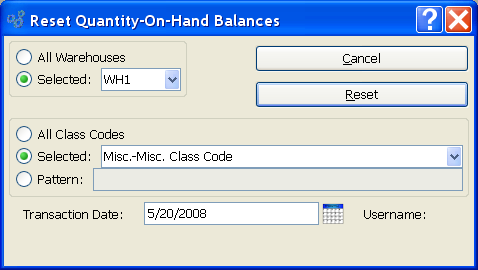 Reset Quantity-On-Hand Balances
All Warehouses
Selected: WH1
Cancel
Reset
All Class Codes
Selected: Misc.-Misc. Class Code
Pattern:
Transaction Date: 5/20/2008 Username: